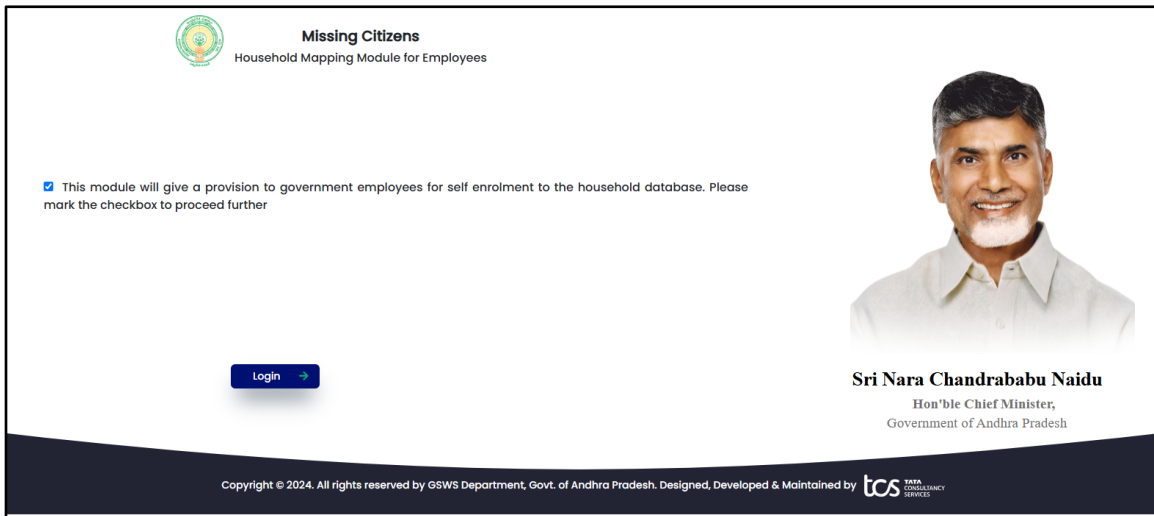 Missing Citizens
Household Mapping Module for Employees
This module will give a provision to government employees for self enrolment to the household database. Please
mark the checkbox to proceed further
Login
Sri Nara Chandrababu Naidu
Hon'ble Chief Minister,
Government of Andhra Pradesh
Copyright © 2024. All rights reserved by GSWS Department, Govt. of Andhra Pradesh. Designed, Developed & Maintained by tcs TATA
CONSULTANCY
SERVICES